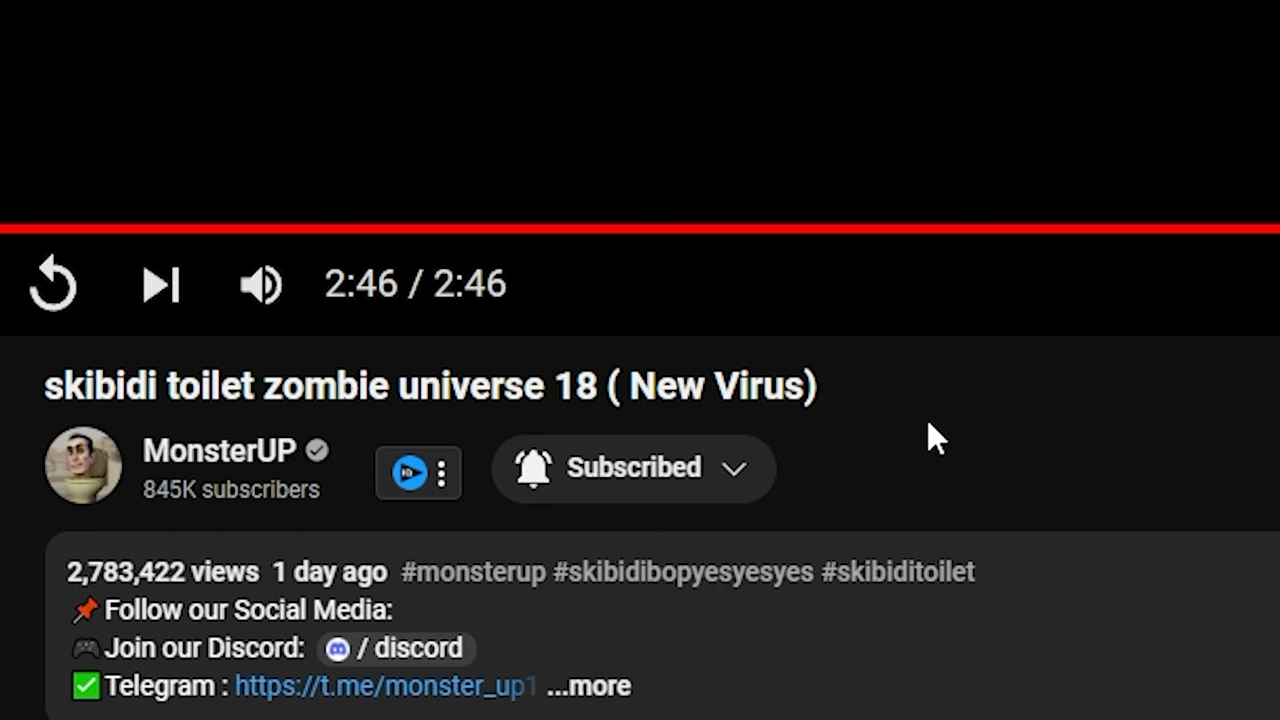 2:46 / 2:46
skibidi toilet zombie universe 18 ( New Virus)
MonsterUP
845K subscribers
Subscribed
2,783,422 views 1 day ago #monsterup #skibidibopyesyesyes #skibiditoilet
📌 Follow our Social Media:
🎮 Join our Discord: / discord
✅ Telegram : https://t.me/monster_up1 ...more